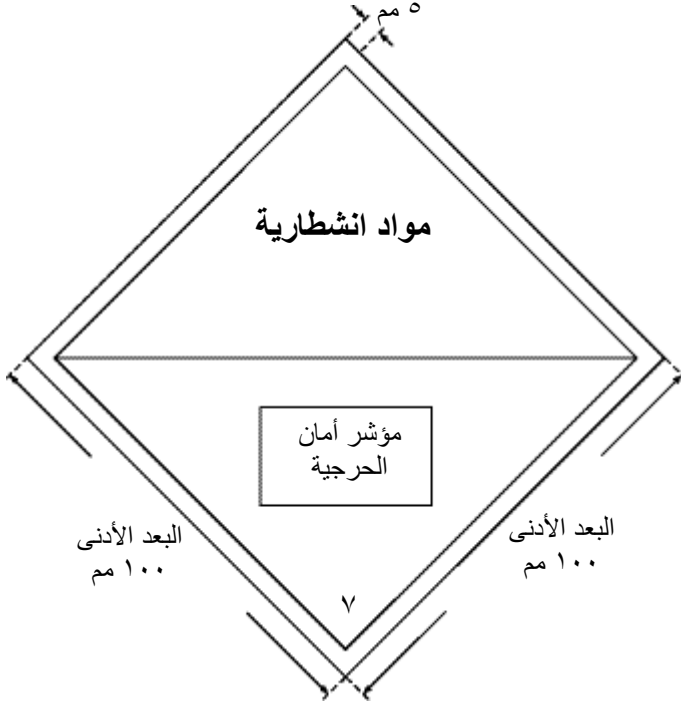 ٥ مم
مواد انشطارية
مؤشر أمان
الحرجية
البعد الأدنى
١٠٠ مم
البعد الأدنى
١٠٠ مم
٧